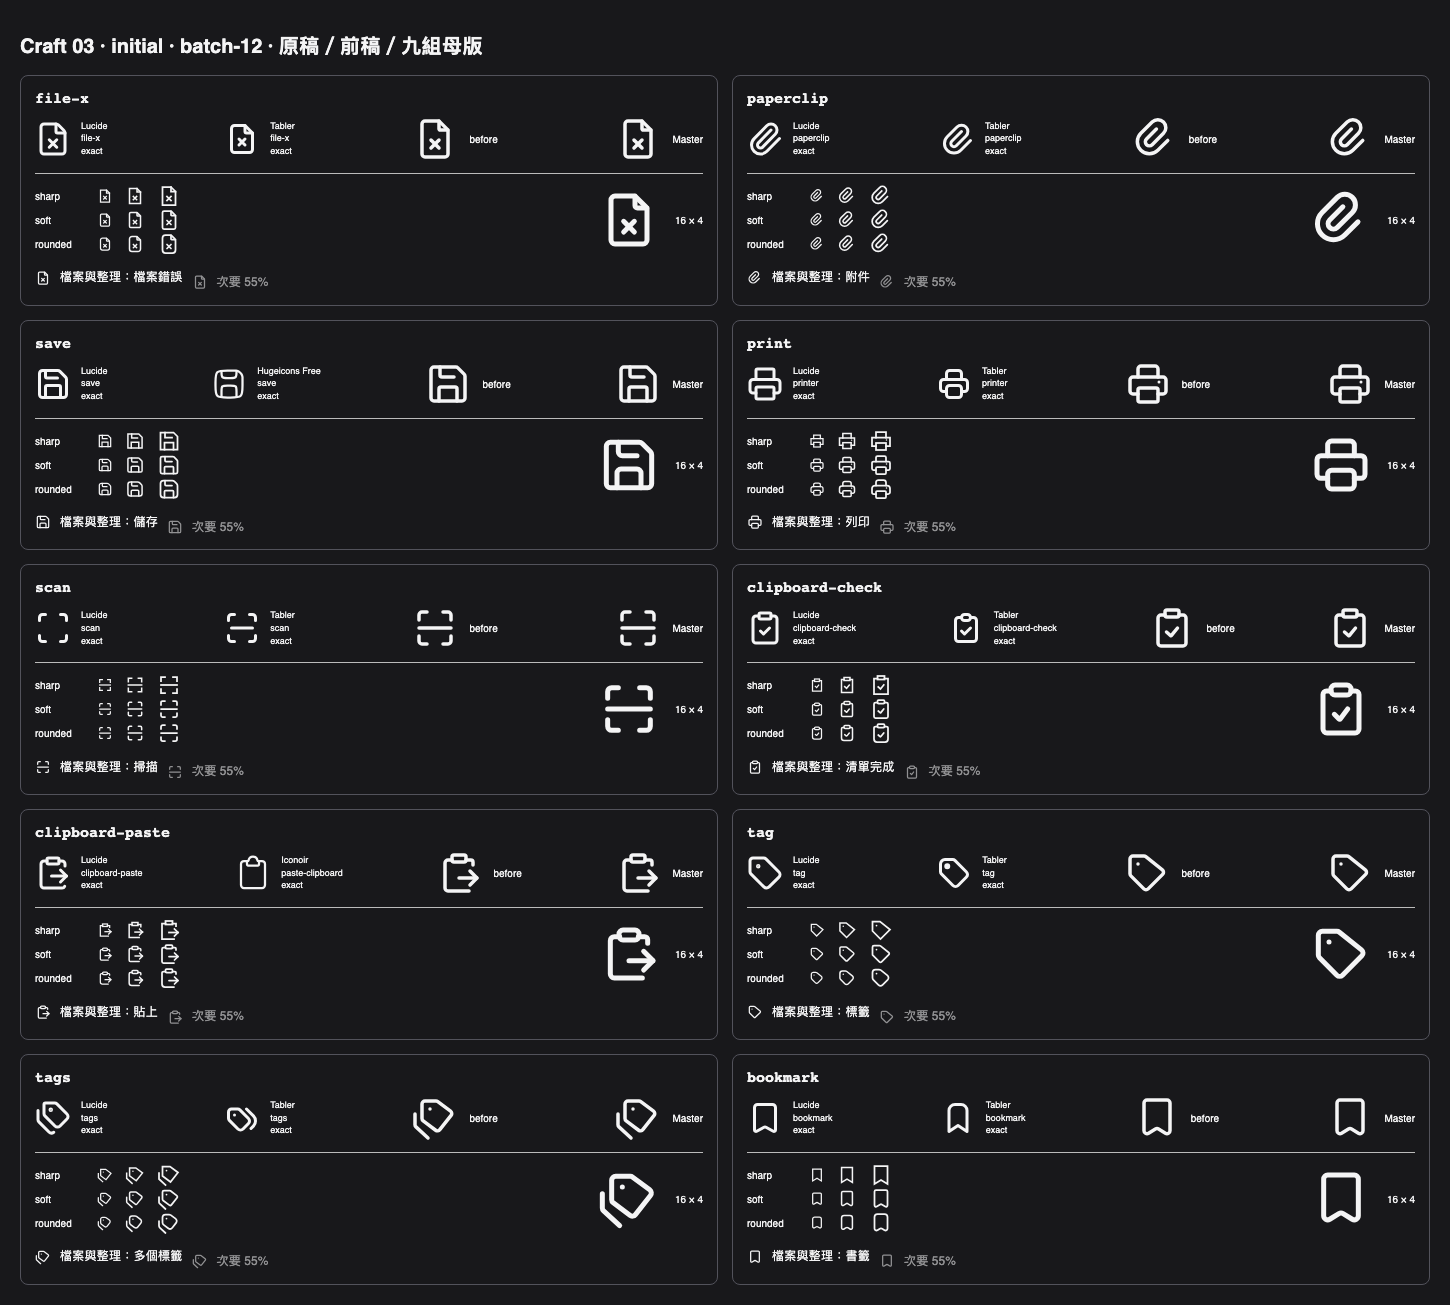 Craft 03 · initial · batch-12 · 原稿 / 前稿 / 九組母版
file-x
Lucide
file-x
exact
Tabler
file-x
exact
before
Master
sharp
soft
rounded
16 × 4
檔案與整理：檔案錯誤
次要 55%
paperclip
Lucide
paperclip
exact
Tabler
paperclip
exact
before
Master
sharp
soft
rounded
16 × 4
檔案與整理：附件
次要 55%
save
Lucide
save
exact
Hugeicons Free
save
exact
before
Master
sharp
soft
rounded
16 × 4
檔案與整理：儲存
次要 55%
print
Lucide
printer
exact
Tabler
printer
exact
before
Master
sharp
soft
rounded
16 × 4
檔案與整理：列印
次要 55%
scan
Lucide
scan
exact
Tabler
scan
exact
before
Master
sharp
soft
rounded
16 × 4
檔案與整理：掃描
次要 55%
clipboard-check
Lucide
clipboard-check
exact
Tabler
clipboard-check
exact
before
Master
sharp
soft
rounded
16 × 4
檔案與整理：清單完成
次要 55%
clipboard-paste
Lucide
clipboard-paste
exact
Iconoir
paste-clipboard
exact
before
Master
sharp
soft
rounded
16 × 4
檔案與整理：貼上
次要 55%
tag
Lucide
tag
exact
Tabler
tag
exact
before
Master
sharp
soft
rounded
16 × 4
檔案與整理：標籤
次要 55%
tags
Lucide
tags
exact
Tabler
tags
exact
before
Master
sharp
soft
rounded
16 × 4
檔案與整理：多個標籤
次要 55%
bookmark
Lucide
bookmark
exact
Tabler
bookmark
exact
before
Master
sharp
soft
rounded
16 × 4
檔案與整理：書籤
次要 55%